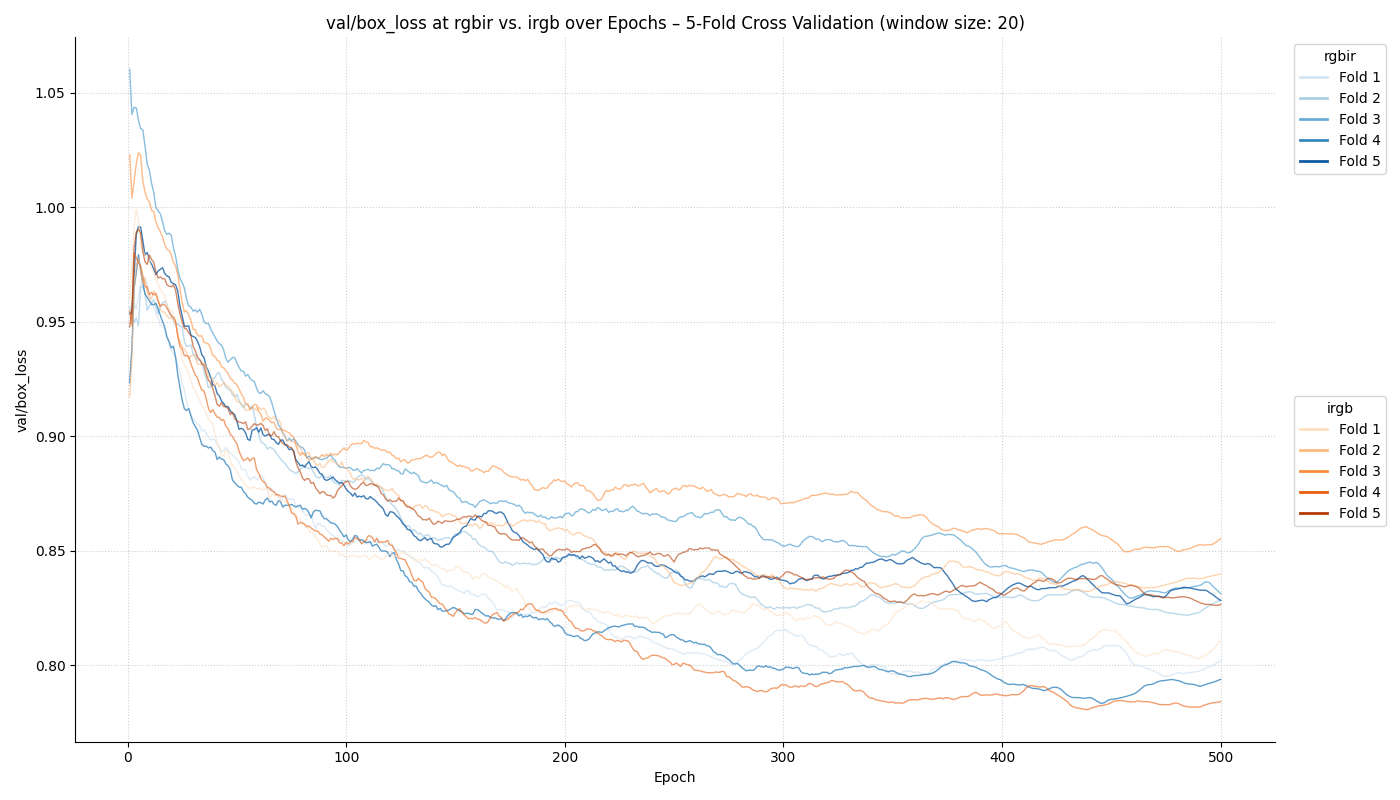 val/box_loss at rgbir vs. irgb over Epochs – 5-Fold Cross Validation (window size: 20)
rgbir
Fold 1
Fold 2
Fold 3
Fold 4
Fold 5
irgb
Fold 1
Fold 2
Fold 3
Fold 4
Fold 5
val/box_loss
1.05
1.00
0.95
0.90
0.85
0.80
0 100 200 300 400 500
Epoch